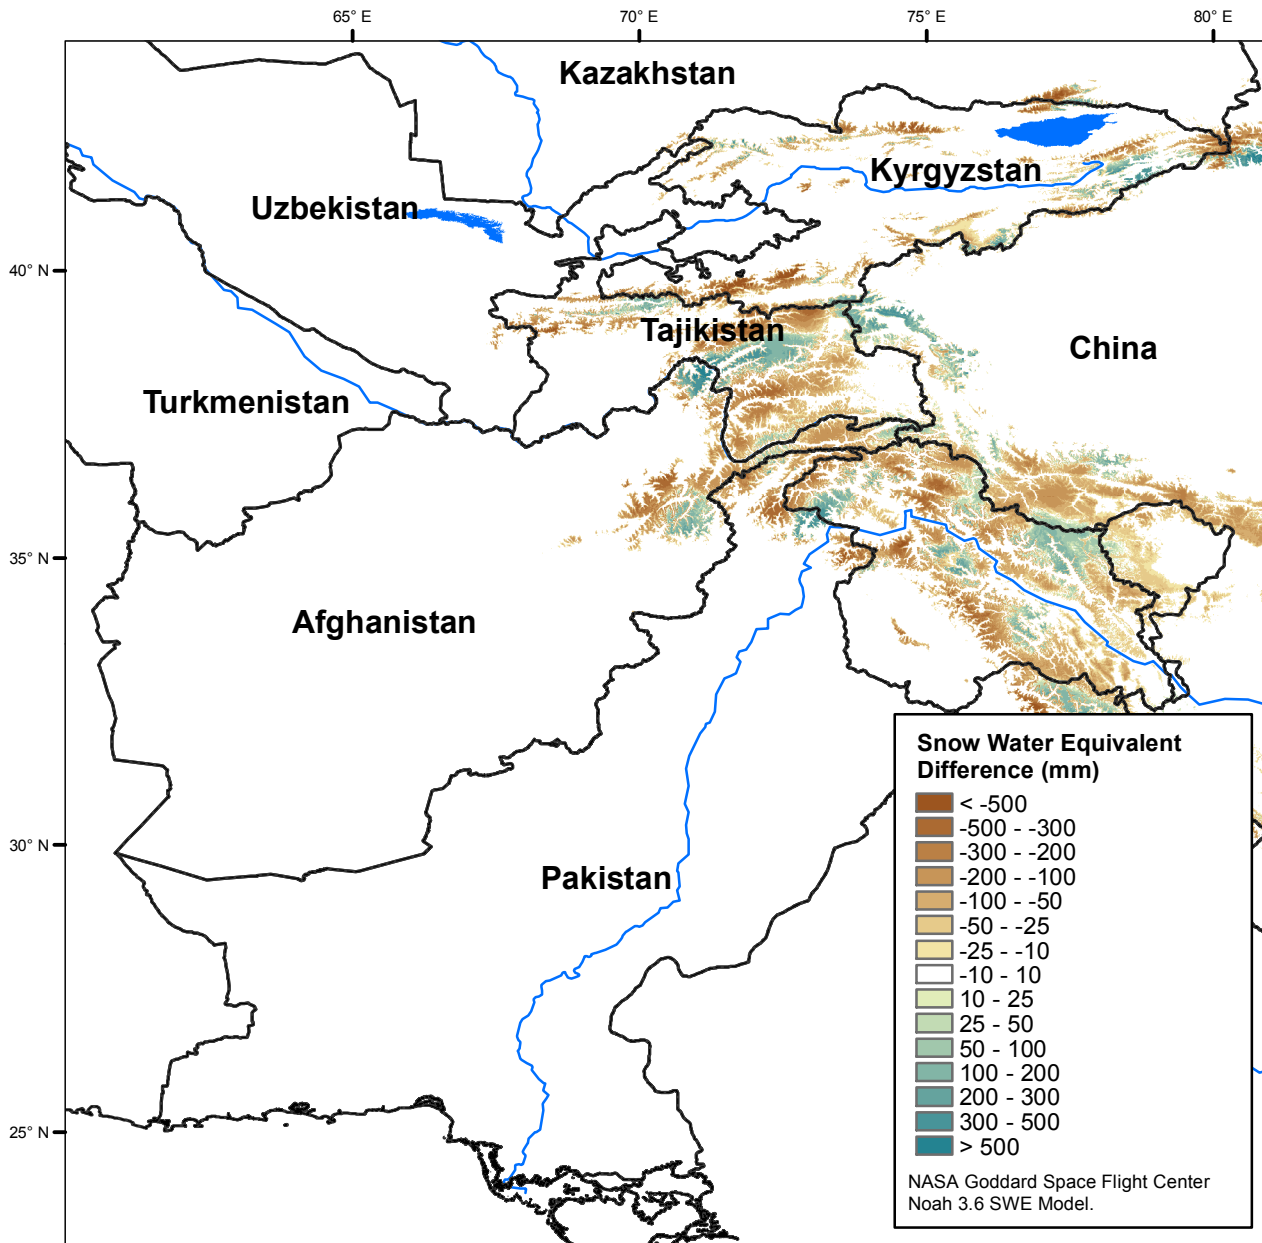 65° E
70° E
75° E
80° E
Kazakhstan
Kyrgyzstan
Uzbekistan
40° N
Tajikistan
China
Turkmenistan
35° N
Afghanistan
30° N
Pakistan
25° N
Snow Water Equivalent
Difference (mm)
< -500
-500 - -300
-300 - -200
-200 - -100
-100 - -50
-50 - -25
-25 - -10
-10 - 10
10 - 25
25 - 50
50 - 100
100 - 200
200 - 300
300 - 500
> 500
NASA Goddard Space Flight Center
Noah 3.6 SWE Model.